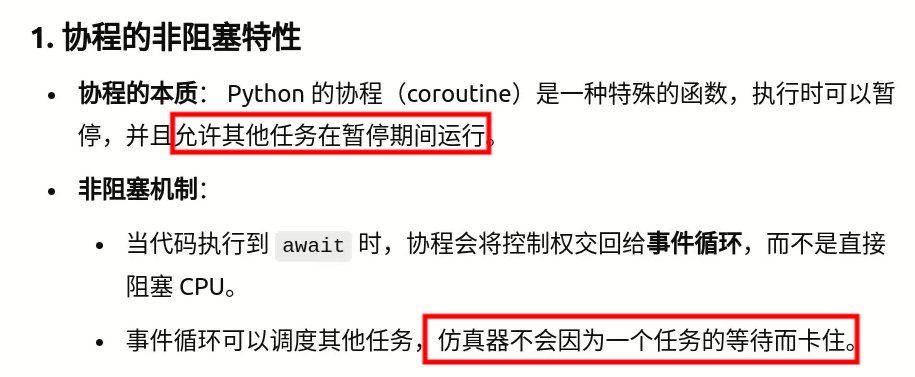 1. 协程的非阻塞特性
• 协程的本质： Python 的协程（coroutine）是一种特殊的函数，执行时可以暂
停，并且允许其他任务在暂停期间运行。
• 非阻塞机制：
• 当代码执行到 await 时，协程会将控制权交回给事件循环，而不是直接
阻塞 CPU。
• 事件循环可以调度其他任务，仿真器不会因为一个任务的等待而卡住。